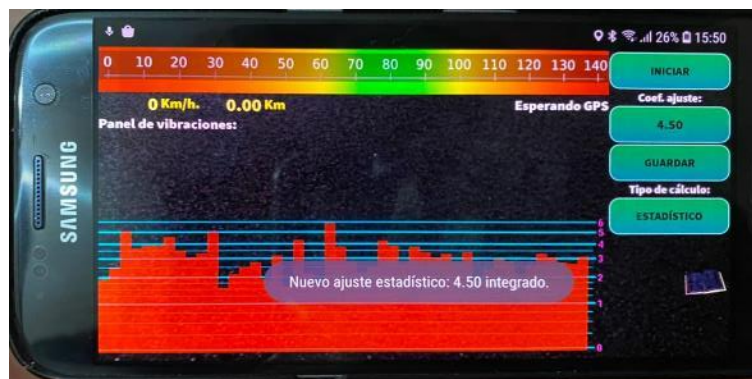 26% 15:50
0 10 20 30 40 50 60 70 80 90 100 110 120 130 140
INICIAR
0 Km/h. 0.00 Km Esperando GPS
Coef. ajuste:
Panel de vibraciones:
4.50
GUARDAR
Tipo de cálculo:
ESTADÍSTICO
SAMSUNG
6
5
4
3
2
1
0
Nuevo ajuste estadístico: 4.50 integrado.